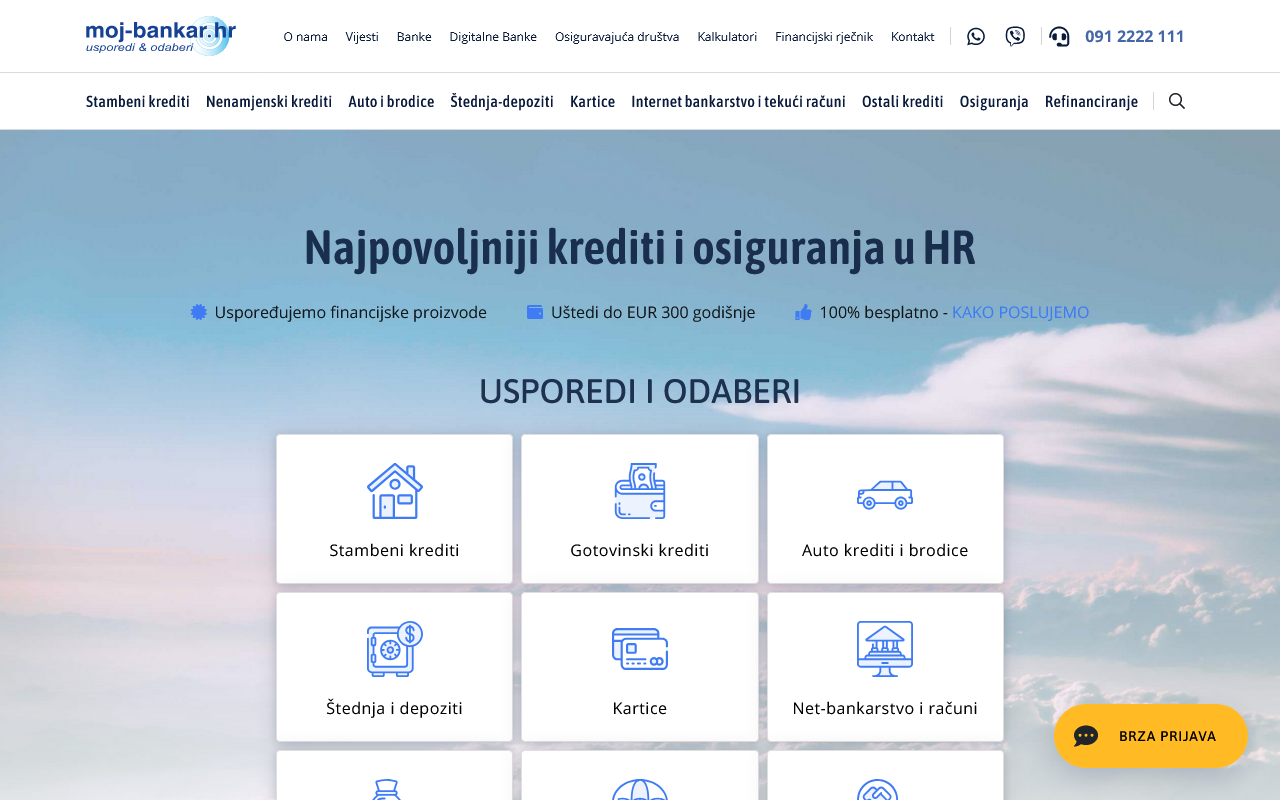 moj-bankar.hr
usporedi & odaberi
O nama Vijesti Banke Digitalne Banke Osiguravajuća društva Kalkulatori Financijski rječnik Kontakt 091 2222 111
Stambeni krediti Nenamjenski krediti Auto i brodice Štednja-depoziti Kartice Internet bankarstvo i tekući računi Ostali krediti Osiguranja Refinanciranje
Najpovoljniji krediti i osiguranja u HR
Uspoređujemo financijske proizvode Uštedi do EUR 300 godišnje 100% besplatno - KAKO POSLUJEMO
USPOREDI I ODABERI
Stambeni krediti Gotovinski krediti Auto krediti i brodice
Štednja i depoziti Kartice Net-bankarstvo i računi
BRZA PRIJAVA